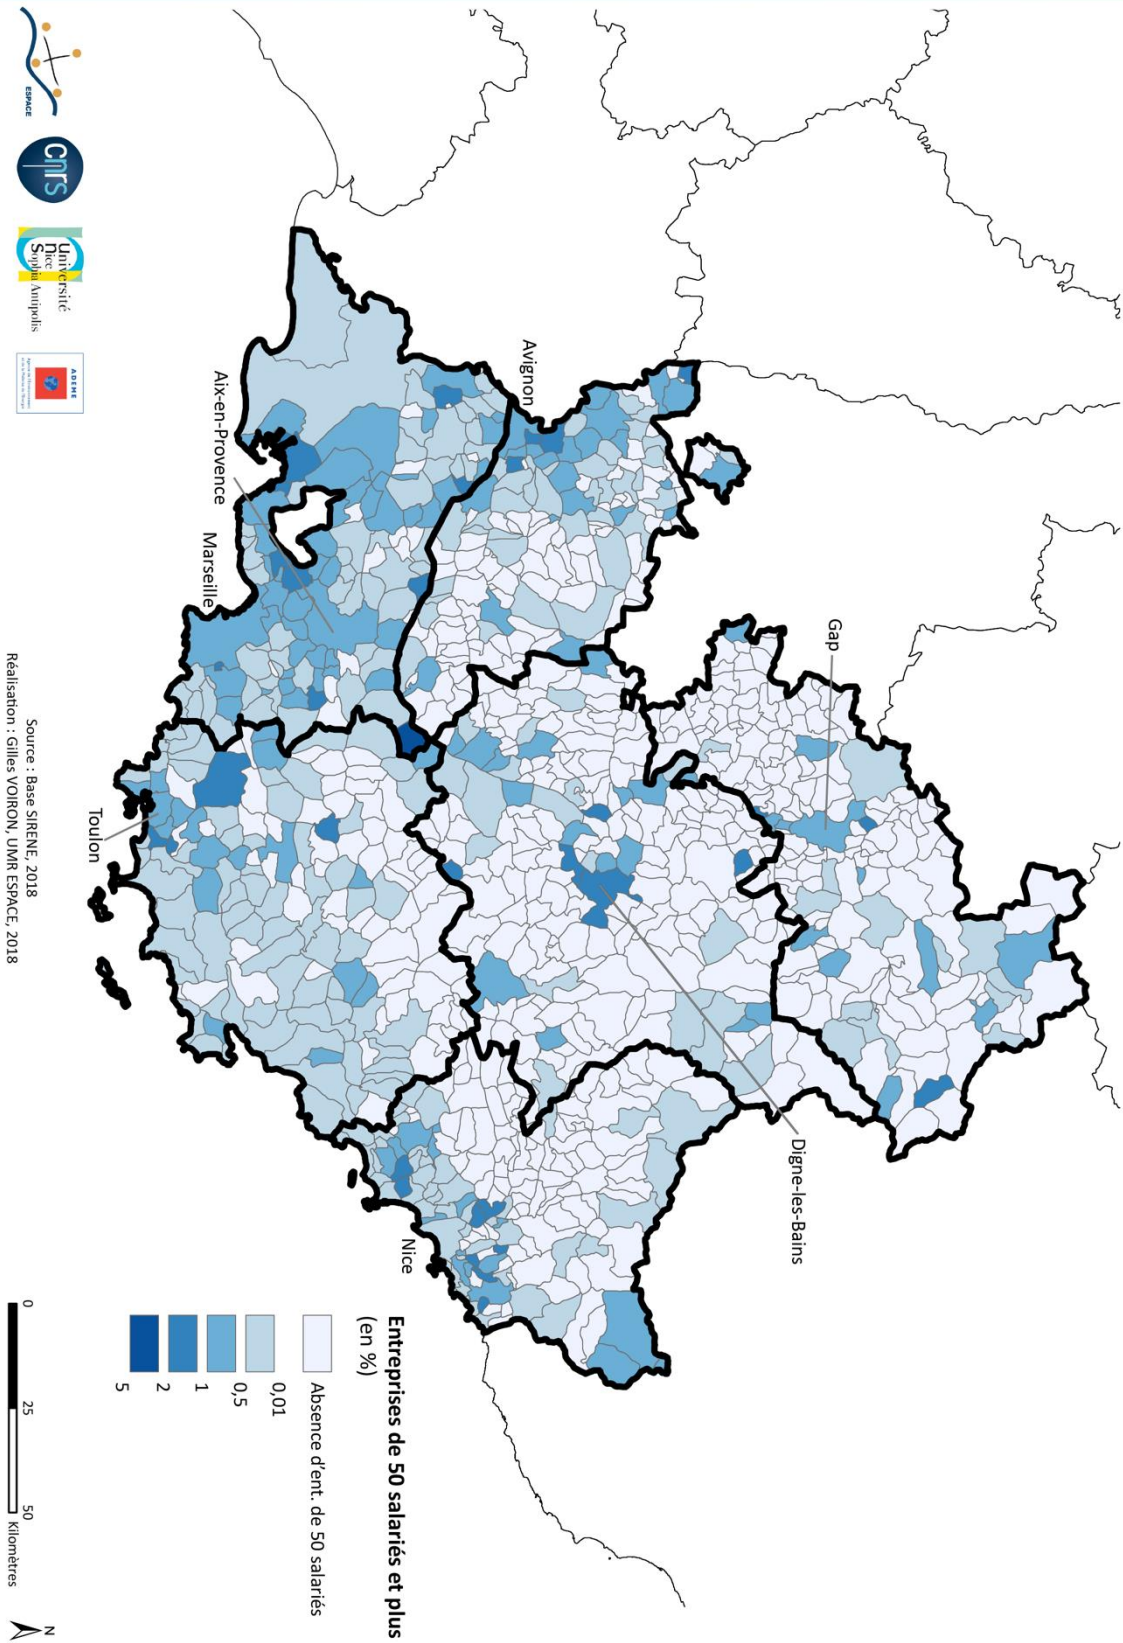 Gap
Digne-les-Bains
Avignon
Aix-en-Provence
Marseille
Toulon
Nice
Entreprises de 50 salariés et plus
(en %)
Absence d'ent. de 50 salariés
0,01
0,5
1
2
5
0 25 50
Kilomètres
N
ESPACE
cnrs
Université
nice
Sophia Antipolis
ADEME
Source : Base SIRENE, 2018
Réalisation : Gilles VOIRON, UMR ESPACE, 2018